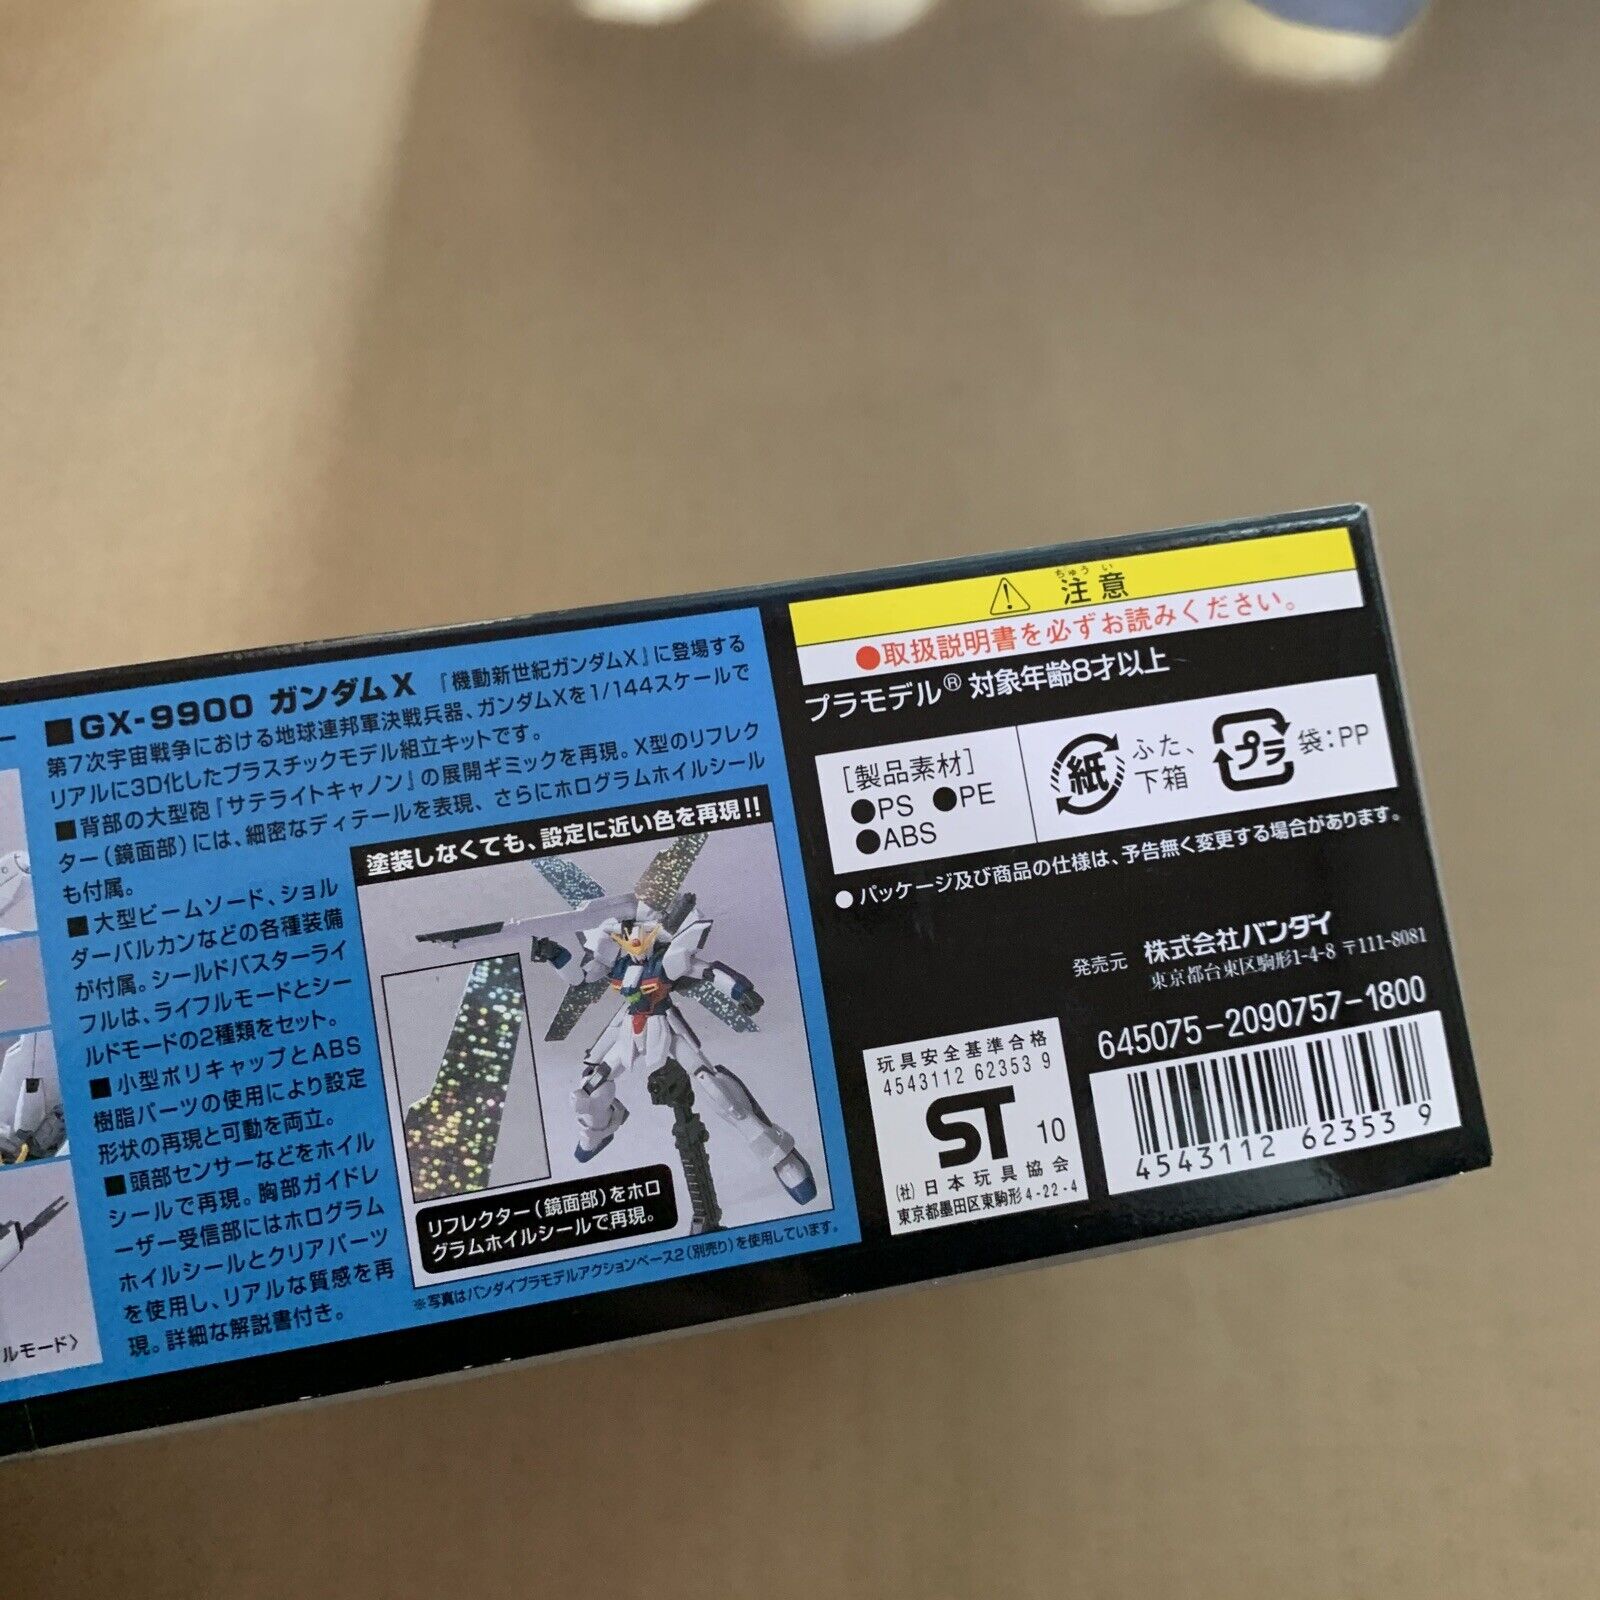 ー
■GX-9900 ガンダムX 『機動新世紀ガンダムX』に登場する
第7次宇宙戦争における地球連邦軍決戦兵器、ガンダムXを1/144スケールで
リアルに3D化したプラスチックモデル組立キットです。
■背部の大型砲『サテライトキャノン』の展開ギミックを再現。X型のリフレク
ター(鏡面部)には、細密なディテールを表現、さらにホログラムホイルシール
も付属。
■大型ビームソード、ショル
ダーバルカンなどの各種装備
が付属。シールドバスターライ
フルは、ライフルモードとシー
ルドモードの2種類をセット。
■小型ポリキャップとABS
樹脂パーツの使用により設定
形状の再現と可動を両立。
■頭部センサーなどをホイル
シールで再現。胸部ガイドレ
ーザー受信部にはホログラム
ホイルシールとクリアパーツ
を使用し、リアルな質感を再
現。詳細な解説書付き。
塗装しなくても、設定に近い色を再現!!
リフレクター(鏡面部)をホロ
グラムホイルシールで再現。
※写真はバンダイプラモデルアクションベース2(別売り)を使用しています。
ルモード〉
ちゅう い
注意
●取扱説明書を必ずお読みください。
プラモデル® 対象年齢8才以上
[製品素材]
●PS ●PE
●ABS
紙 ふた、
下箱
プラ 袋:PP
●パッケージ及び商品の仕様は、予告無く変更する場合があります。
発売元 株式会社バンダイ
東京都台東区駒形1-4-8 〒111-8081
645075-2090757-1800
玩具安全基準合格
4543112 62353 9
ST 10
(社)日本玩具協会
東京都墨田区東駒形4-22-4
4543112 62353 9